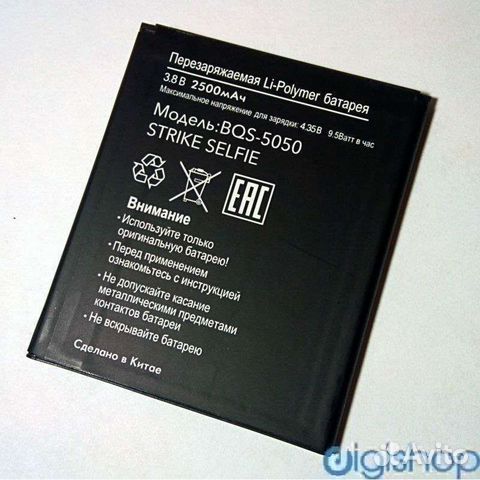 Перезаряжаемая Li-Polymer батарея
3.8 В 2500мАч
Максимальное напряжение для зарядки: 4.35В 9.5Ватт в час
Модель:BQS-5050
STRIKE SELFIE
EAC
Внимание
• Используйте только
оригинальную батарею!
• Перед применением
ознакомьтесь с инструкцией
• Не допускайте касание
металлическими предметами
контактов батареи
• Не вскрывайте батарею
Сделано в Китае
digishop
Avito